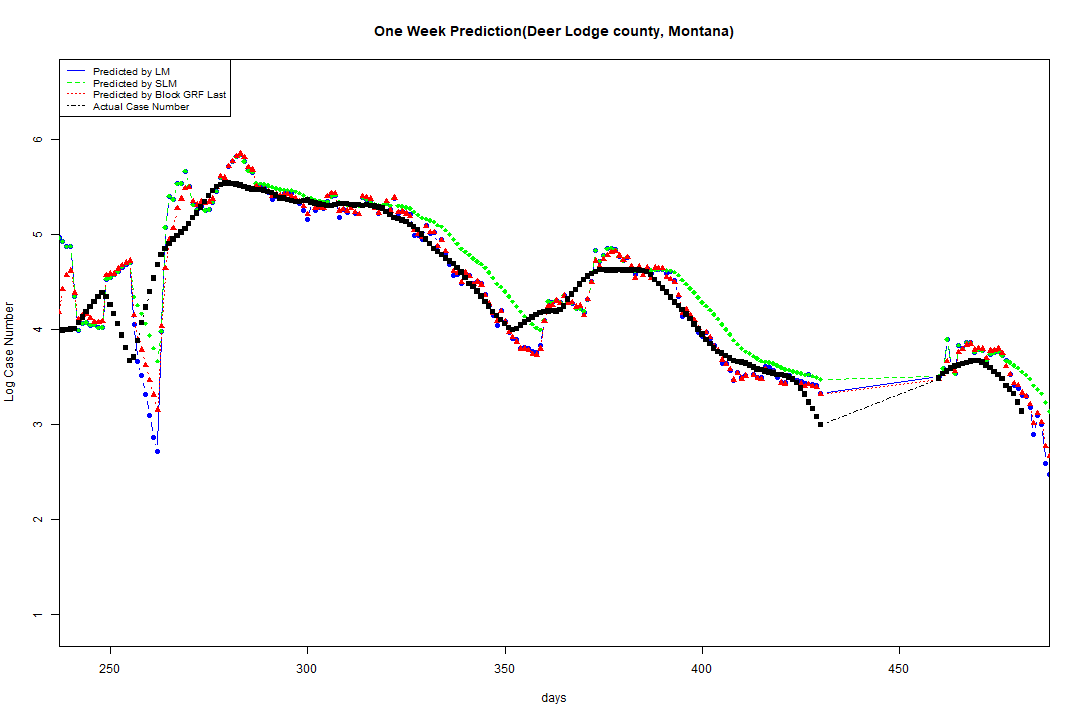 One Week Prediction(Deer Lodge county, Montana)
Predicted by LM
Predicted by SLM
Predicted by Block GRF Last
Actual Case Number
6
5
4
3
2
1
Log Case Number
250 300 350 400 450
days